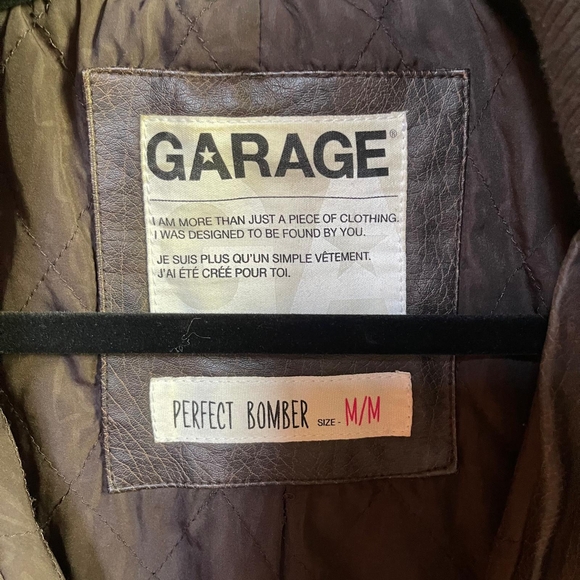 GARAGE®
I AM MORE THAN JUST A PIECE OF CLOTHING.
I WAS DESIGNED TO BE FOUND BY YOU.
JE SUIS PLUS QU'UN SIMPLE VÊTEMENT.
J'AI ÉTÉ CRÉÉ POUR TOI.
PERFECT BOMBER SIZE - M/M